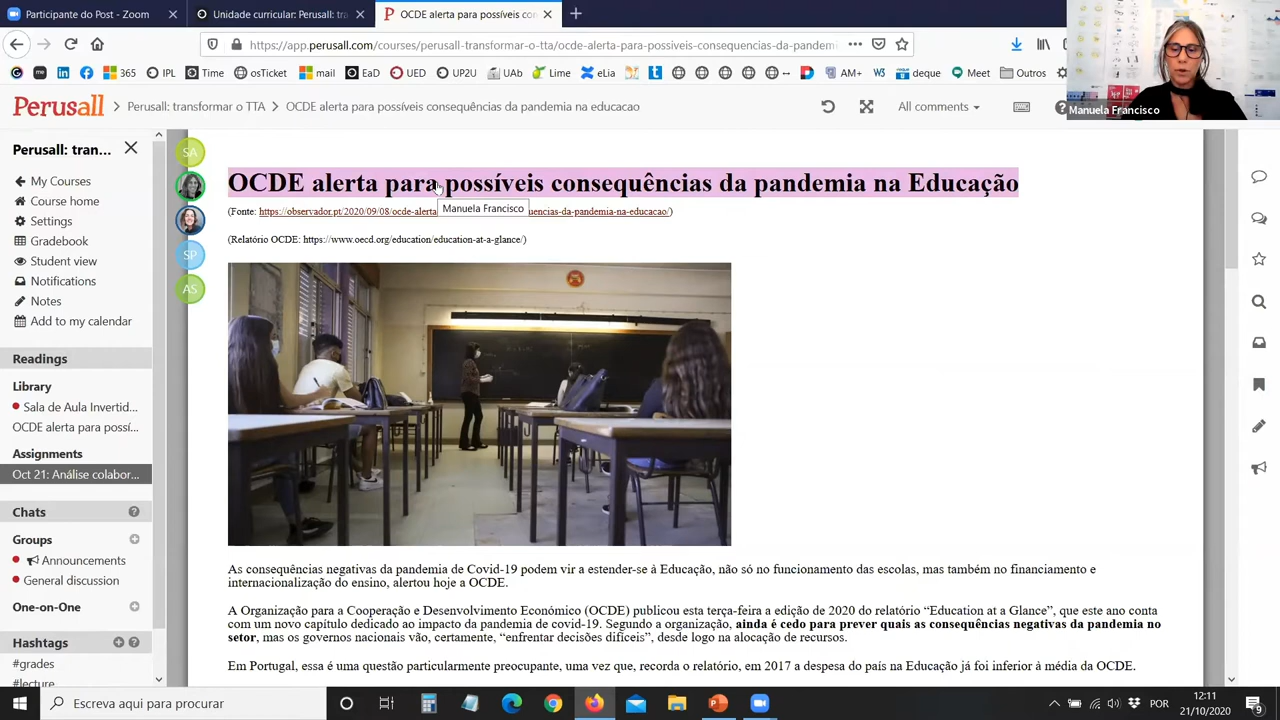 Participante do Post - Zoom
Unidade curricular: Perusall: tra
OCDE alerta para possíveis con
https://app.perusall.com/courses/perusall-transformar-o-tta/ocde-alerta-para-possiveis-consequencias-da-pandem
365
IPL
Time
osTicket
mail
EaD
UED
UP2U
UAb
Lime
eLia
AM+
deque
Meet
Outros
Manuela Francisco
Perusall
Perusall: transformar o TTA
OCDE alerta para possíveis consequências da pandemia na educacao
All comments
Perusall: tran...
My Courses
Course home
Settings
Gradebook
Student view
Notifications
Notes
Add to my calendar
Readings
Library
Sala de Aula Invertid...
OCDE alerta para possí...
Assignments
Oct 21: Análise colabor...
Chats
Groups
Announcements
General discussion
One-on-One
Hashtags
#grades
#lecture
SA
SP
AS
OCDE alerta para possíveis consequências da pandemia na Educação
(Fonte: https://observador.pt/2020/09/08/ocde-alerta uencias-da-pandemia-na-educacao/)
Manuela Francisco
(Relatório OCDE: https://www.oecd.org/education/education-at-a-glance/)
As consequências negativas da pandemia de Covid-19 podem vir a estender-se à Educação, não só no funcionamento das escolas, mas também no financiamento e
internacionalização do ensino, alertou hoje a OCDE.
A Organização para a Cooperação e Desenvolvimento Económico (OCDE) publicou esta terça-feira a edição de 2020 do relatório “Education at a Glance”, que este ano conta
com um novo capítulo dedicado ao impacto da pandemia de covid-19. Segundo a organização, ainda é cedo para prever quais as consequências negativas da pandemia no
setor, mas os governos nacionais vão, certamente, “enfrentar decisões difíceis”, desde logo na alocação de recursos.
Em Portugal, essa é uma questão particularmente preocupante, uma vez que, recorda o relatório, em 2017 a despesa do país na Educação já foi inferior à média da OCDE.
Escreva aqui para procurar
POR
12:11
21/10/2020
9